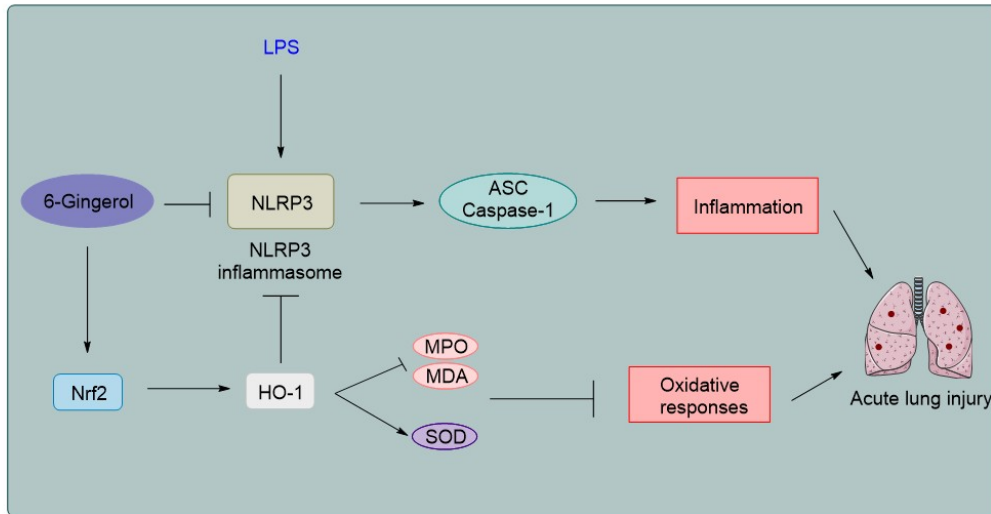 LPS
6-Gingerol
NLRP3
ASC
Caspase-1
Inflammation
NLRP3
inflammasome
Nrf2
HO-1
MPO
MDA
SOD
Oxidative
responses
Acute lung injury